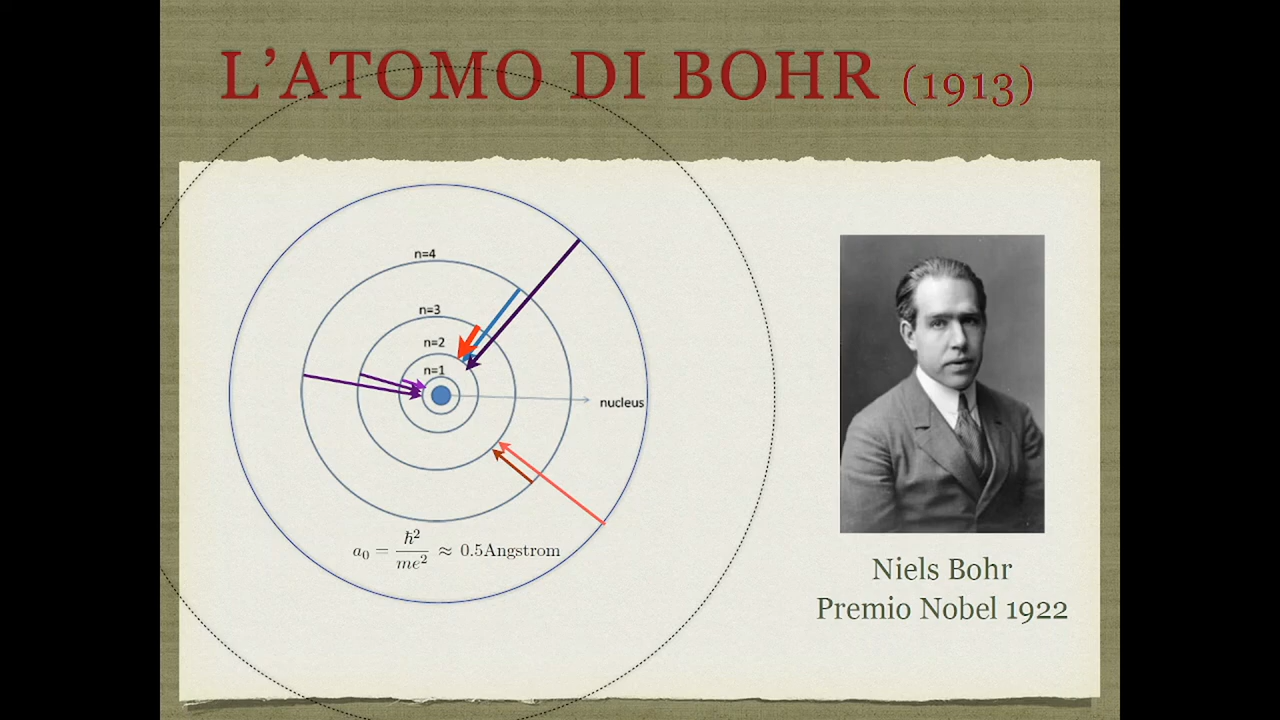 L’ATOMO DI BOHR (1913)
n=4
n=3
n=2
n=1
nucleus
a₀ = ħ²/me² ≈ 0.5Angstrom
Niels Bohr
Premio Nobel 1922